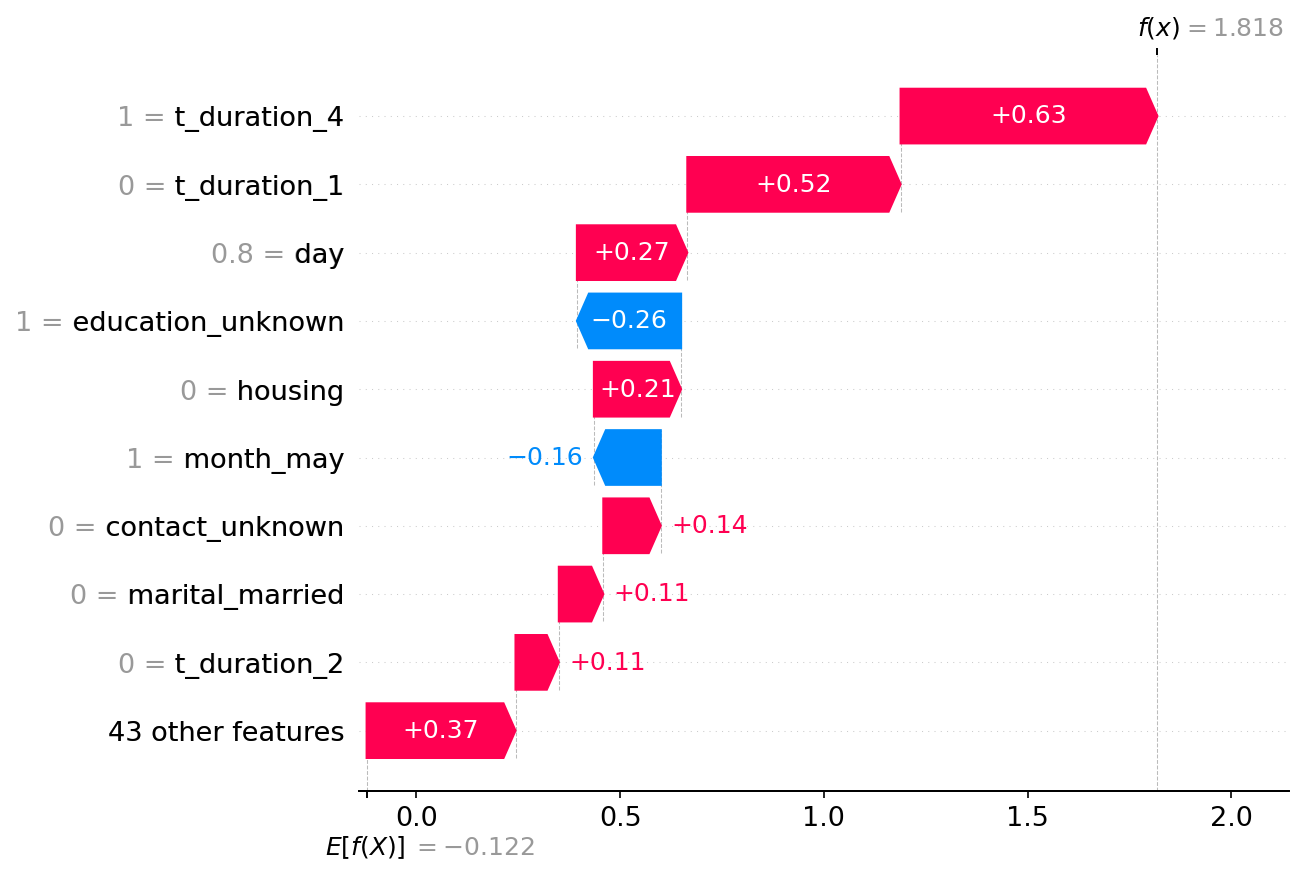 f(x) = 1.818
1 = t_duration_4
+0.63
0 = t_duration_1
+0.52
0.8 = day
+0.27
1 = education_unknown
−0.26
0 = housing
+0.21
1 = month_may
−0.16
0 = contact_unknown
+0.14
0 = marital_married
+0.11
0 = t_duration_2
+0.11
43 other features
+0.37
0.0 0.5 1.0 1.5 2.0
E[f(X)] = −0.122